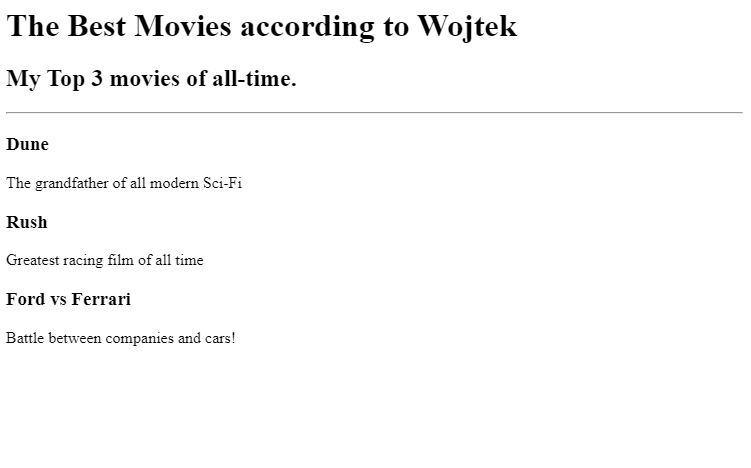 The Best Movies according to Wojtek
My Top 3 movies of all-time.
Dune
The grandfather of all modern Sci-Fi
Rush
Greatest racing film of all time
Ford vs Ferrari
Battle between companies and cars!